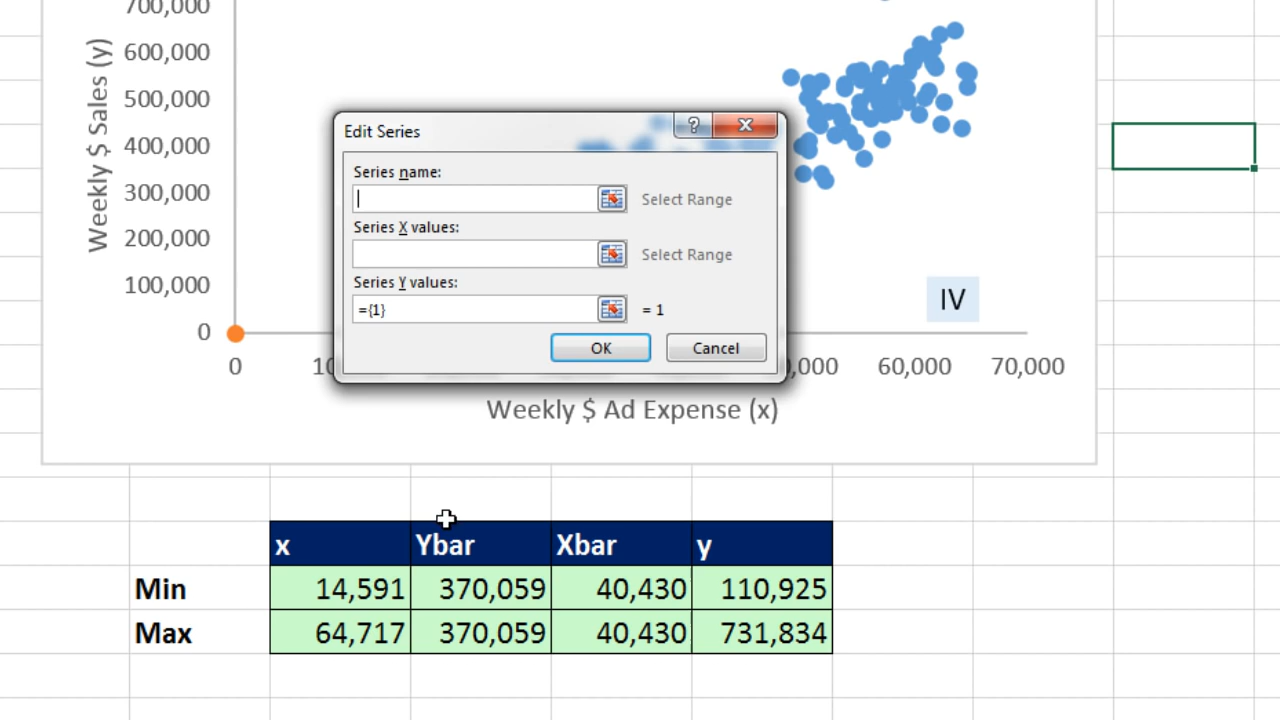 700,000
600,000
500,000
400,000
300,000
200,000
100,000
0
Weekly $ Sales (y)
Edit Series
?
Series name:
Select Range
Series X values:
Select Range
Series Y values:
={1}
= 1
OK
Cancel
IV
0
60,000
70,000
Weekly $ Ad Expense (x)
x Ybar Xbar y
Min 14,591 370,059 40,430 110,925
Max 64,717 370,059 40,430 731,834